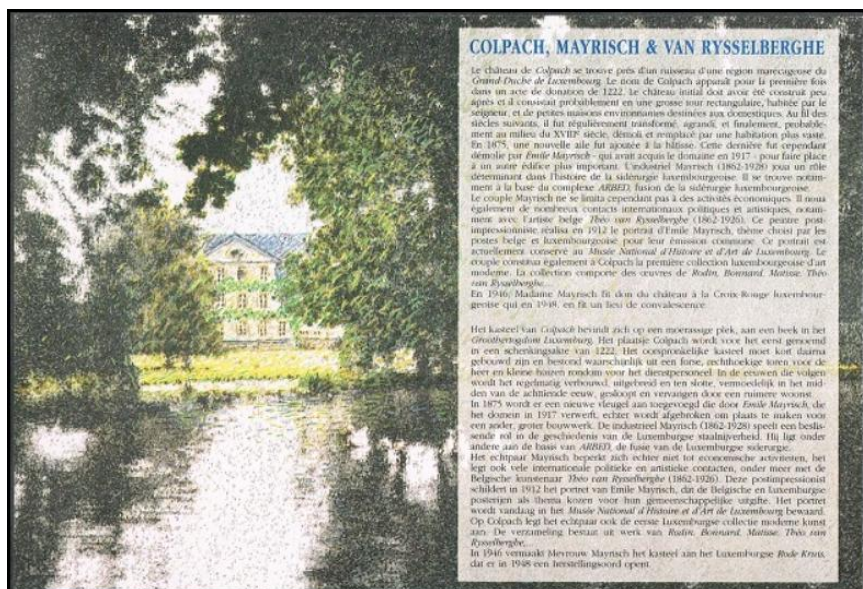 COLPACH, MAYRISCH & VAN RYSSELBERGHE
Le château de Colpach se trouve près d'un ruisseau d'une région marécageuse du
Grand-Duché de Luxembourg. Le nom de Colpach apparaît pour la première fois
dans un acte de donation de 1222. Le château initial doit avoir été construit peu
après et il consistait probablement en une grosse tour rectangulaire, habitée par le
seigneur, et de petites maisons environnantes destinées aux domestiques. Au fil des
siècles suivants, il fut régulièrement transformé, agrandi, et finalement, probable-
ment au milieu du XVIIIe siècle, démoli et remplacé par une habitation plus vaste.
En 1875, une nouvelle aile fut ajoutée à la bâtisse. Cette dernière fut cependant
démolie par Emile Mayrisch - qui avait acquis le domaine en 1917 - pour faire place
à un autre édifice plus important. L'industriel Mayrisch (1862-1928) joua un rôle
déterminant dans l'histoire de la sidérurgie luxembourgeoise. Il se trouve notam-
ment à la base du complexe ARBED, fusion de la sidérurgie luxembourgeoise.
Le couple Mayrisch ne se limita cependant pas à des activités économiques. Il noua
également de nombreux contacts internationaux politiques et artistiques, notam-
ment avec l'artiste belge Théo van Rysselberghe (1862-1926). Ce peintre post-
impressionniste réalisa en 1912 le portrait d'Emile Mayrisch, thème choisi par les
postes belge et luxembourgeoise pour leur émission commune. Ce portrait est
actuellement conservé au Musée National d'Histoire et d'Art de Luxembourg. Le
couple constitua également à Colpach la première collection luxembourgeoise d'art
moderne. La collection comporte des œuvres de Rodin, Bonnard, Matisse, Théo
van Rysselberghe...
En 1946, Madame Mayrisch fit don du château à la Croix-Rouge luxembour-
geoise qui en 1948, en fit un lieu de convalescence.
Het kasteel van Colpach bevindt zich op een moerassige plek, aan een beek in het
Groothertogdom Luxemburg. Het plaatsje Colpach wordt voor het eerst genoemd
in een schenkingsakte van 1222. Het oorspronkelijke kasteel moet kort daarna
gebouwd zijn en bestond waarschijnlijk uit een forse, rechthoekige toren voor de
heer en kleine huizen rondom voor het dienstpersoneel. In de eeuwen die volgen
wordt het regelmatig verbouwd, uitgebreid en ten slotte, vermoedelijk in het mid-
den van de achttiende eeuw, gesloopt en vervangen door een ruimere woonst.
In 1875 wordt er een nieuwe vleugel aan toegevoegd die door Emile Mayrisch, die
het domein in 1917 verwerft, echter wordt afgebroken om plaats te maken voor
een ander, groter bouwwerk. De industrieel Mayrisch (1862-1928) speelt een beslis-
sende rol in de geschiedenis van de Luxemburgse staalnijverheid. Hij ligt onder
andere aan de basis van ARBED, de fusie van de Luxemburgse siderurgie.
Het echtpaar Mayrisch beperkt zich echter niet tot economische activiteiten, het
legt ook vele internationale politieke en artistieke contacten, onder meer met de
Belgische kunstenaar Théo van Rysselberghe (1862-1926). Deze postimpressionist
schildert in 1912 het portret van Emile Mayrisch, dat de Belgische en Luxemburgse
posterijen als thema kozen voor hun gemeenschappelijke uitgifte. Het portret
wordt vandaag in het Musée National d'Histoire et d'Art de Luxembourg bewaard.
Op Colpach legt het echtpaar ook de eerste Luxemburgse collectie moderne kunst
aan. De verzameling bestaat uit werk van Rodin, Bonnard, Matisse, Théo van
Rysselberghe,...
In 1946 vermaakt Mevrouw Mayrisch het kasteel aan het Luxemburgse Rode Kruis,
dat er in 1948 een herstellingsoord opent.